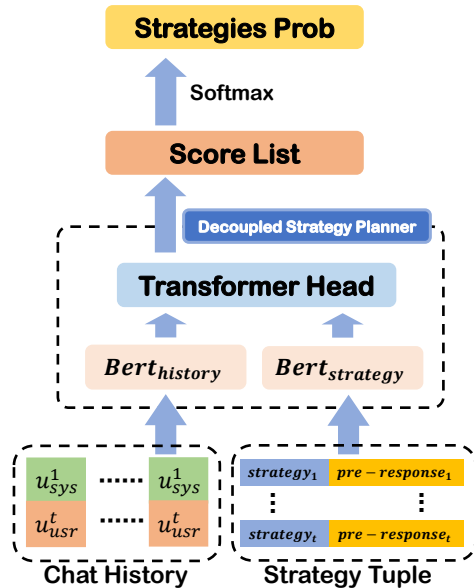 Strategies Prob
Softmax
Score List
Decoupled Strategy Planner
Transformer Head
Bert_history
Bert_strategy
u^1_sys ...... u^1_sys
u^t_usr ...... u^t_usr
strategy_1 pre-response_1
⋮ ⋮
strategy_t pre-response_t
Chat History
Strategy Tuple